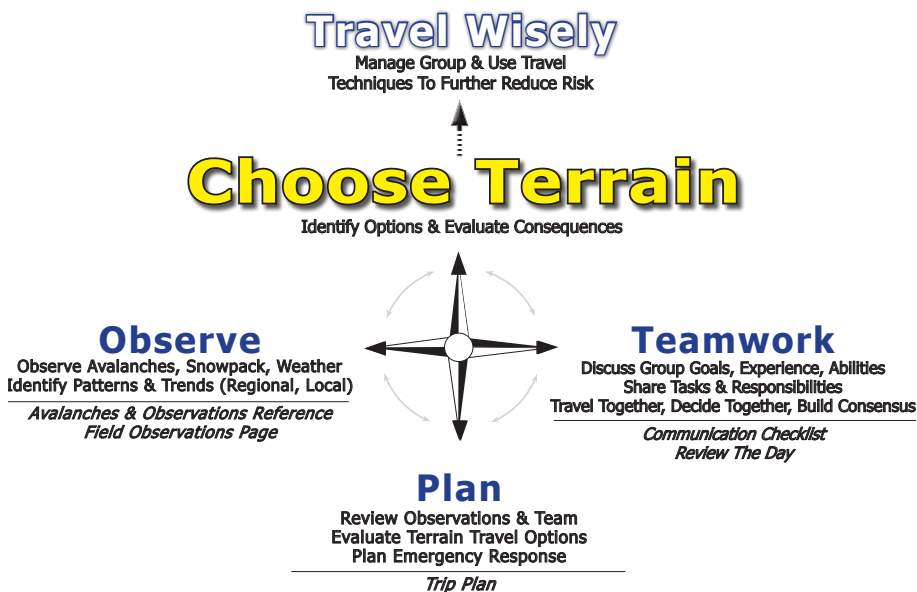 Travel Wisely
Manage Group & Use Travel
Techniques To Further Reduce Risk
Choose Terrain
Identify Options & Evaluate Consequences
Observe
Observe Avalanches, Snowpack, Weather
Identify Patterns & Trends (Regional, Local)
Avalanches & Observations Reference
Field Observations Page
Teamwork
Discuss Group Goals, Experience, Abilities
Share Tasks & Responsibilities
Travel Together, Decide Together, Build Consensus
Communication Checklist
Review The Day
Plan
Review Observations & Team
Evaluate Terrain Travel Options
Plan Emergency Response
Trip Plan